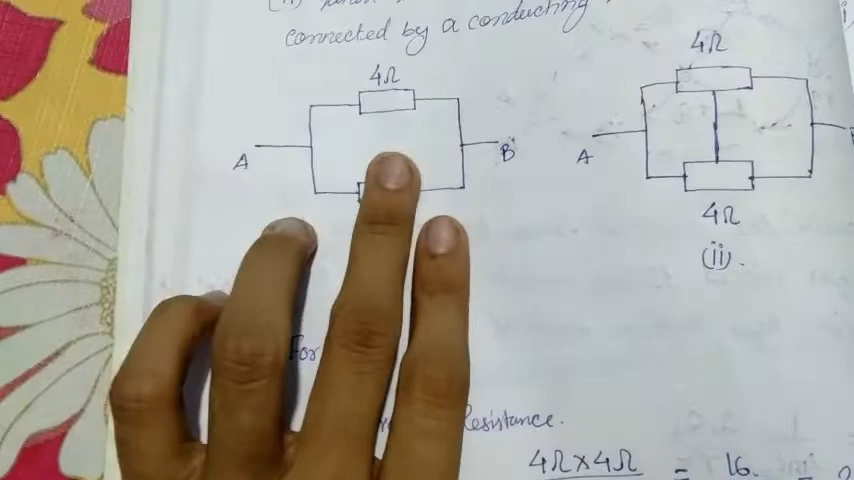 connected by a conducting
4Ω
4Ω
A
B
A
4Ω
(ii).
For
Resistance.
4Ω×4Ω = 16 =